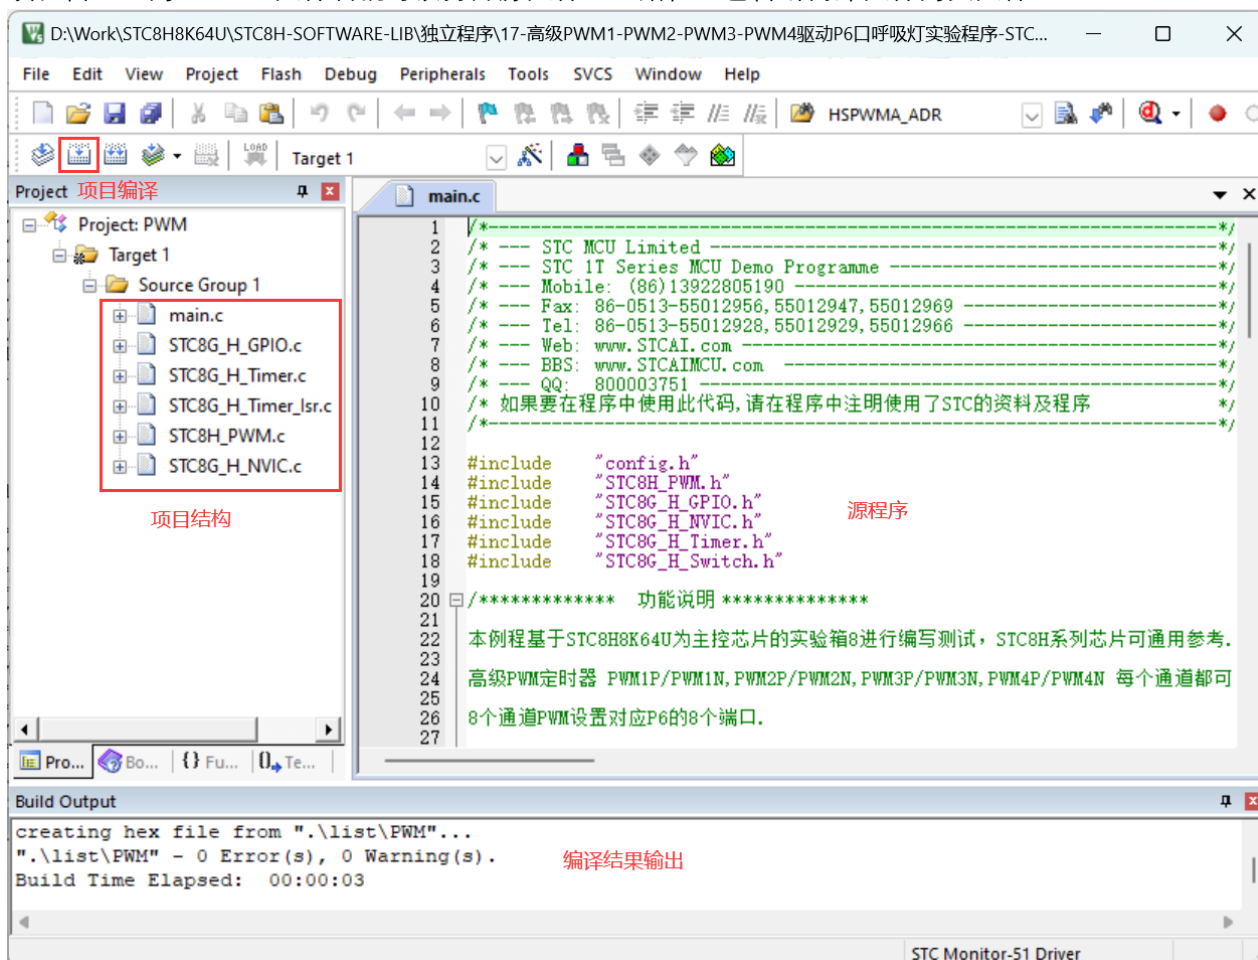 D:\Work\STC8H8K64U\STC8H-SOFTWARE-LIB\独立程序\17-高级PWM1-PWM2-PWM3-PWM4驱动P6口呼吸灯实验程序-STC...
File Edit View Project Flash Debug Peripherals Tools SVCS Window Help
HSPWMA_ADR
LOAD
Target 1
Project 项目编译
main.c
Project: PWM
Target 1
Source Group 1
main.c
STC8G_H_GPIO.c
STC8G_H_Timer.c
STC8G_H_Timer_Isr.c
STC8H_PWM.c
STC8G_H_NVIC.c
项目结构
1 /*---------------------------------------------------------------------*/
2 /* --- STC MCU Limited ------------------------------------------------*/
3 /* --- STC 1T Series MCU Demo Programme -------------------------------*/
4 /* --- Mobile: (86)13922805190 ----------------------------------------*/
5 /* --- Fax: 86-0513-55012956,55012947,55012969 ------------------------*/
6 /* --- Tel: 86-0513-55012928,55012929,55012966 ------------------------*/
7 /* --- Web: www.STCAI.com ---------------------------------------------*/
8 /* --- BBS: www.STCAIMCU.com -----------------------------------------*/
9 /* --- QQ:  800003751 -------------------------------------------------*/
10 /* 如果要在程序中使用此代码,请在程序中注明使用了STC的资料及程序 */
11 /*---------------------------------------------------------------------*/
12
13 #include "config.h"
14 #include "STC8H_PWM.h"
15 #include "STC8G_H_GPIO.h"
16 #include "STC8G_H_NVIC.h"
17 #include "STC8G_H_Timer.h"
18 #include "STC8G_H_Switch.h"
源程序
19
20 /************* 功能说明 **************
21
22 本例程基于STC8H8K64U为主控芯片的实验箱8进行编写测试，STC8H系列芯片可通用参考.
23
24 高级PWM定时器 PWM1P/PWM1N,PWM2P/PWM2N,PWM3P/PWM3N,PWM4P/PWM4N 每个通道都可
25
26 8个通道PWM设置对应P6的8个端口.
27
Pro... Bo... {} Fu... Te...
Build Output
creating hex file from ".\list\PWM"...
".\list\PWM" - 0 Error(s), 0 Warning(s).
编译结果输出
Build Time Elapsed:  00:00:03
STC Monitor-51 Driver